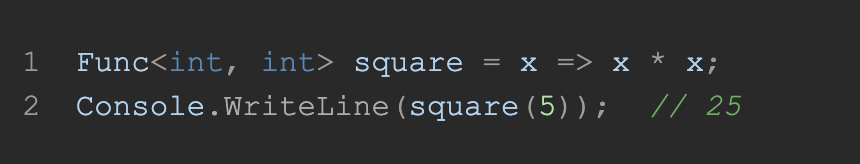 1 Func<int, int> square = x => x * x;
2 Console.WriteLine(square(5)); // 25